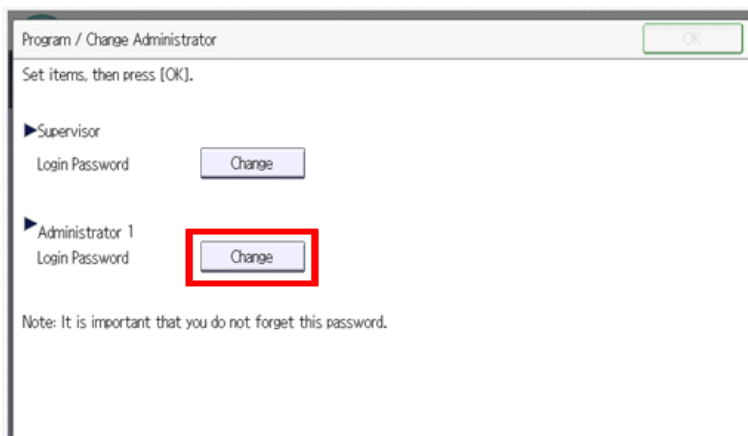 Program / Change Administrator
OK
Set items, then press [OK].
▶Supervisor
Login Password Change
▶Administrator 1
Login Password Change
Note: It is important that you do not forget this password.